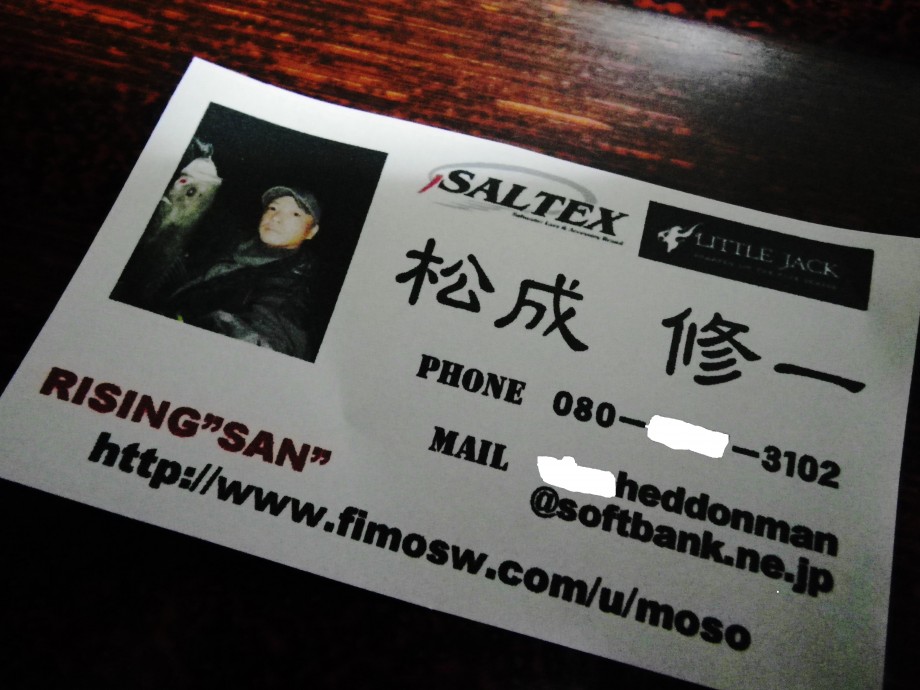 SALTEX
LITTLE JACK
松成 修一
PHONE 080— —3102
MAIL heddonman
@softbank.ne.jp
RISING”SAN”
http://www.fimosw.com/u/moso